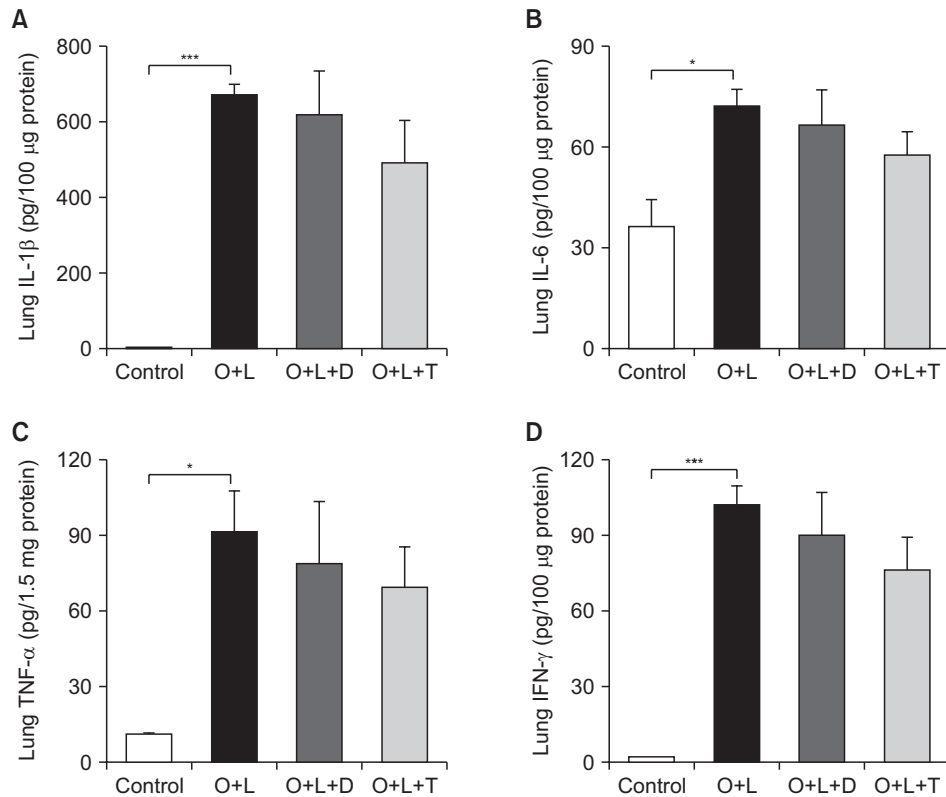 A
Lung IL-1β (pg/100 µg protein)
800
600
400
200
0
***
Control O+L O+L+D O+L+T
B
Lung IL-6 (pg/100 µg protein)
90
60
30
0
*
Control O+L O+L+D O+L+T
C
Lung TNF-α (pg/1.5 mg protein)
120
90
60
30
0
*
Control O+L O+L+D O+L+T
D
Lung IFN-γ (pg/100 µg protein)
120
90
60
30
0
***
Control O+L O+L+D O+L+T